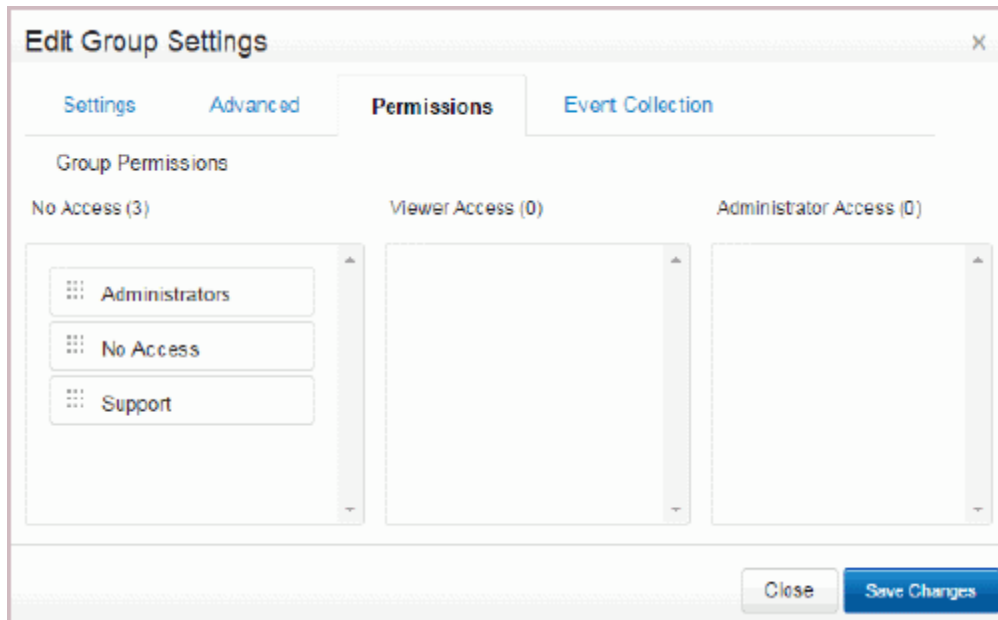 Edit Group Settings
×
Settings Advanced Permissions Event Collection
Group Permissions
No Access (3) Viewer Access (0) Administrator Access (0)
Administrators
No Access
Support
Close Save Changes